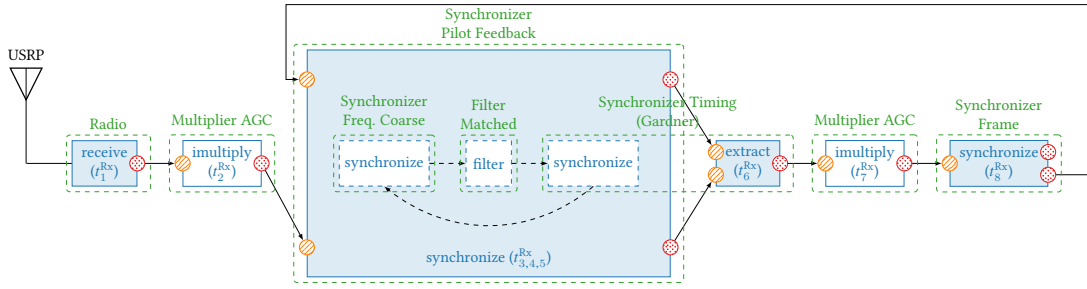 Synchronizer
Pilot Feedback
USRP
Radio
receive
(t₁ᴿˣ)
Multiplier AGC
imultiply
(t₂ᴿˣ)
Synchronizer
Freq. Coarse
synchronize
Filter
Matched
filter
Synchronizer Timing
(Gardner)
synchronize
synchronize (t₃,₄,₅ᴿˣ)
extract
(t₆ᴿˣ)
Multiplier AGC
imultiply
(t₇ᴿˣ)
Synchronizer
Frame
synchronize
(t₈ᴿˣ)